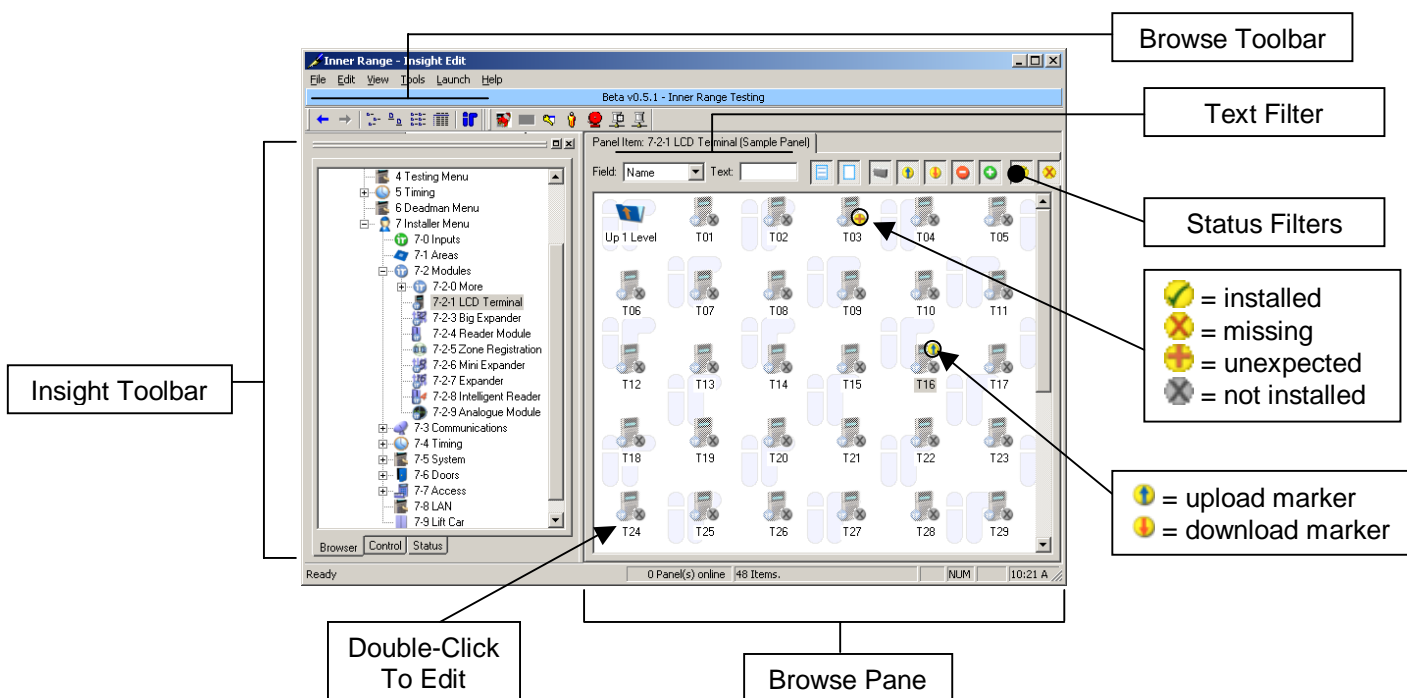 Browse Toolbar
Text Filter
Status Filters
= installed
= missing
= unexpected
= not installed
= upload marker
= download marker
Insight Toolbar
Double-Click
To Edit
Browse Pane
Inner Range - Insight Edit
File Edit View Tools Launch Help
Beta v0.5.1 - Inner Range Testing
Panel Item: 7-2-1 LCD Terminal (Sample Panel)
Field: Name Text:
4 Testing Menu
5 Timing
6 Deadman Menu
7 Installer Menu
7-0 Inputs
7-1 Areas
7-2 Modules
7-2-0 More
7-2-1 LCD Terminal
7-2-3 Big Expander
7-2-4 Reader Module
7-2-5 Zone Registration
7-2-6 Mini Expander
7-2-7 Expander
7-2-8 Intelligent Reader
7-2-9 Analogue Module
7-3 Communications
7-4 Timing
7-5 System
7-6 Doors
7-7 Access
7-8 LAN
7-9 Lift Car
Browser Control Status
Up 1 Level T01 T02 T03 T04 T05
T06 T07 T08 T09 T10 T11
T12 T13 T14 T15 T16 T17
T18 T19 T20 T21 T22 T23
T24 T25 T26 T27 T28 T29
Ready 0 Panel(s) online 48 Items. NUM 10:21 A